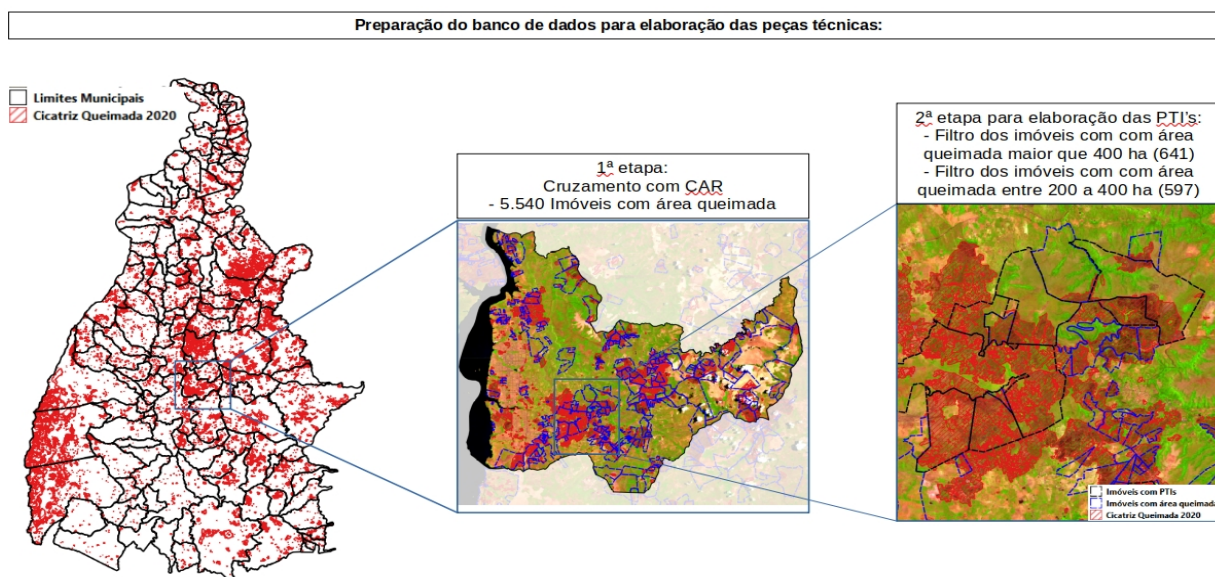 Preparação do banco de dados para elaboração das peças técnicas:
Limites Municipais
Cicatriz Queimada 2020
1ª etapa:
Cruzamento com CAR
- 5.540 Imóveis com área queimada
2ª etapa para elaboração das PTI's:
- Filtro dos imóveis com com área
queimada maior que 400 ha (641)
- Filtro dos imóveis com com área
queimada entre 200 a 400 ha (597)
Imóveis com PTIs
Imóveis com área queimada
Cicatriz Queimada 2020